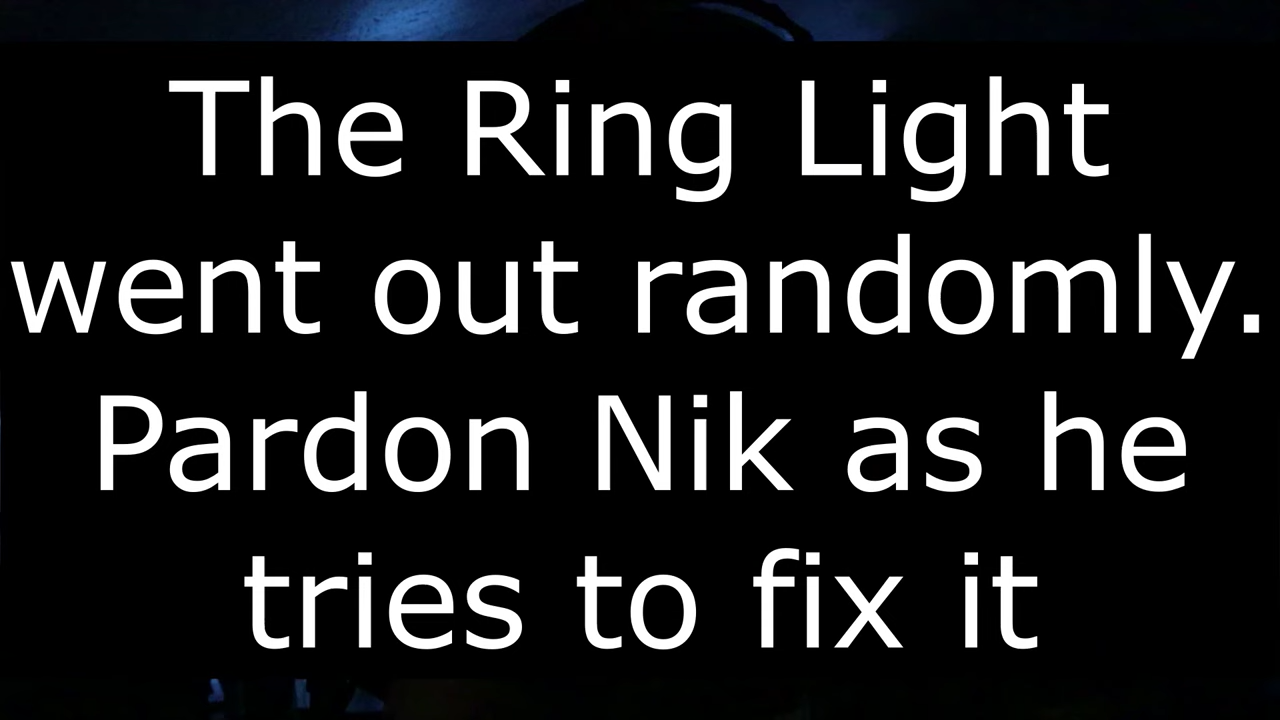 The Ring Light
went out randomly.
Pardon Nik as he
tries to fix it